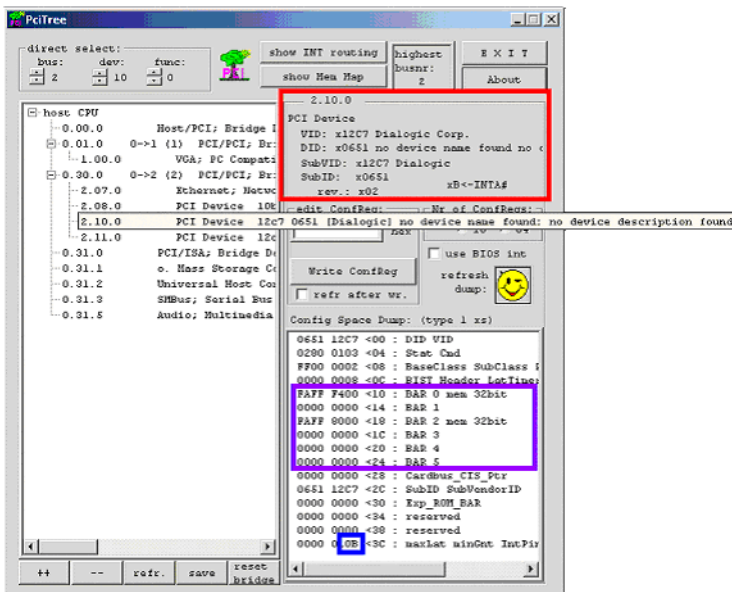 PciTree
direct select:
bus: dev: func:
2 10 0
PCI
show INT routing
show Mem Map
highest
busnr:
2
E X I T
About
host CPU
0.00.0 Host/PCI; Bridge
0.01.0 0->1 (1) PCI/PCI; Br:
1.00.0 VGA; PC Compati
0.30.0 0->2 (2) PCI/PCI; Br:
2.07.0 Ethernet; Netwo
2.08.0 PCI Device 10b
2.10.0 PCI Device 12c7 0651 [Dialogic] no device name found: no device description found
2.11.0 PCI Device 12c
0.31.0 PCI/ISA; Bridge De
0.31.1 o. Mass Storage Co
0.31.2 Universal Host Con
0.31.3 SMBus; Serial Bus
0.31.5 Audio; Multimedia
++ -- refr. save reset bridge
2.10.0
PCI Device
VID: x12C7 Dialogic Corp.
DID: x0651 no device name found no
SubVID: x12C7 Dialogic
SubID: x0651
rev.: x02 xB<-INTA#
edit ConfReg:
hex
Nr of ConfRegs:
Write ConfReg
refr after wr.
use BIOS int
refresh
dump:
Config Space Dump: (type 1 xs)
0651 12C7 <00 : DID VID
0280 0103 <04 : Stat Cmd
FF00 0002 <08 : BaseClass SubClass
0000 0008 <0C : BIST Header LatTimer
FAFF F400 <10 : BAR 0 mem 32bit
0000 0000 <14 : BAR 1
FAFF 8000 <18 : BAR 2 mem 32bit
0000 0000 <1C : BAR 3
0000 0000 <20 : BAR 4
0000 0000 <24 : BAR 5
0000 0000 <28 : Cardbus_CIS_Ptr
0651 12C7 <2C : SubID SubVendorID
0000 0000 <30 : Exp_ROM_BAR
0000 0000 <34 : reserved
0000 0000 <38 : reserved
0000 010B <3C : maxLat minGnt IntPin